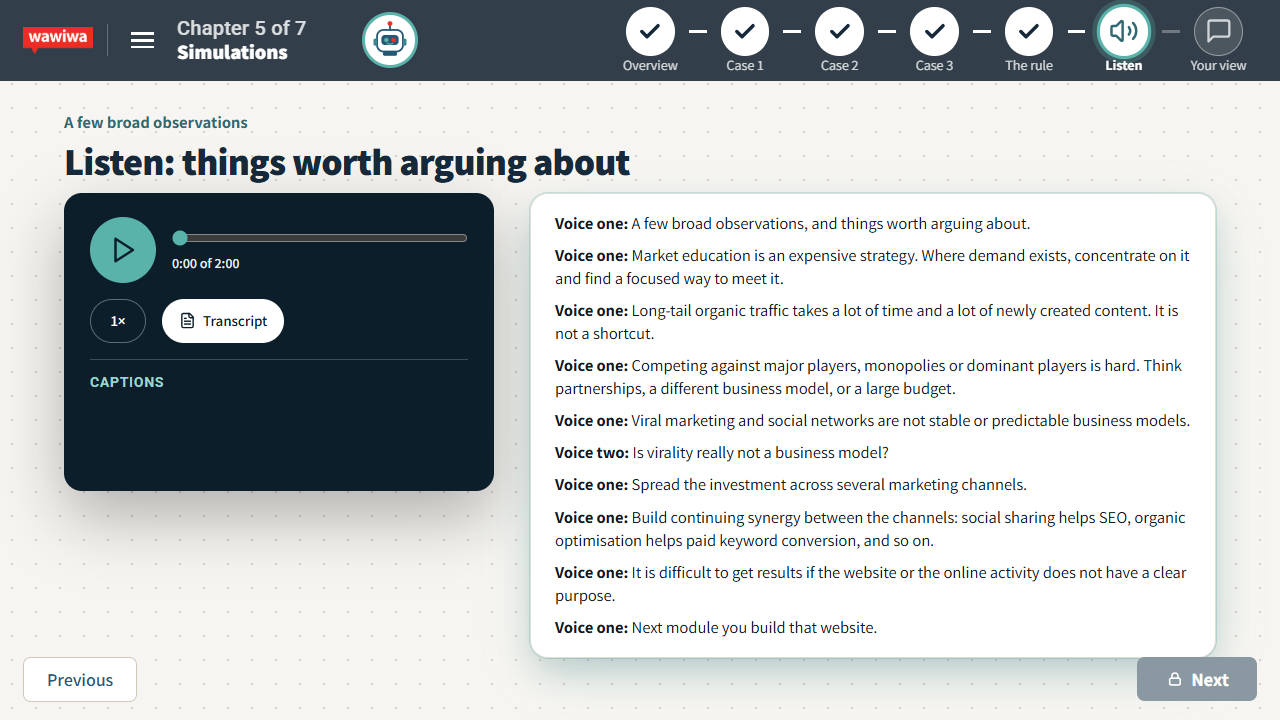 wawiwa
Chapter 5 of 7
Simulations
Overview
Case 1
Case 2
Case 3
The rule
Listen
Your view
A few broad observations
Listen: things worth arguing about
0:00 of 2:00
1×
Transcript
CAPTIONS
Voice one: A few broad observations, and things worth arguing about.
Voice one: Market education is an expensive strategy. Where demand exists, concentrate on it
and find a focused way to meet it.
Voice one: Long-tail organic traffic takes a lot of time and a lot of newly created content. It is
not a shortcut.
Voice one: Competing against major players, monopolies or dominant players is hard. Think
partnerships, a different business model, or a large budget.
Voice one: Viral marketing and social networks are not stable or predictable business models.
Voice two: Is virality really not a business model?
Voice one: Spread the investment across several marketing channels.
Voice one: Build continuing synergy between the channels: social sharing helps SEO, organic
optimisation helps paid keyword conversion, and so on.
Voice one: It is difficult to get results if the website or the online activity does not have a clear
purpose.
Voice one: Next module you build that website.
Previous
Next